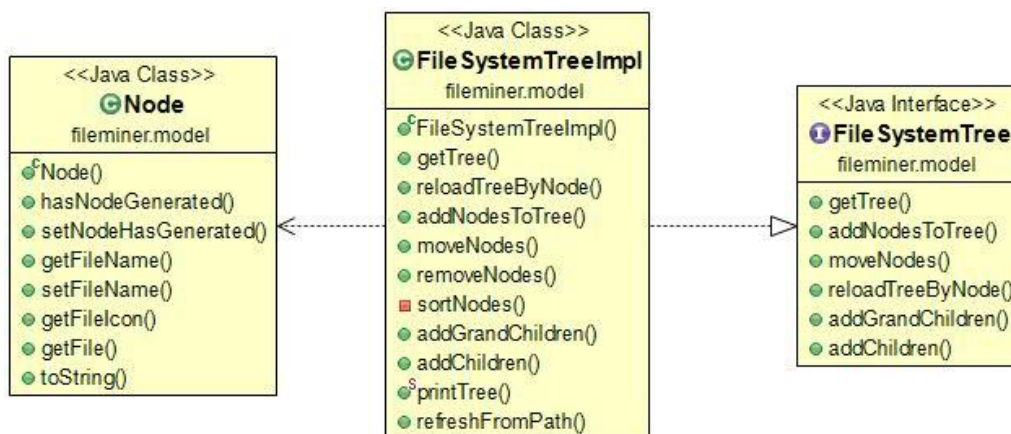 <<Java Class>>
Node
fileminer.model
Node()
hasNodeGenerated()
setNodeHasGenerated()
getFileName()
setFileName()
getFileIcon()
getFile()
toString()
<<Java Class>>
FileSystemTreeImpl
fileminer.model
FileSystemTreeImpl()
getTree()
reloadTreeByNode()
addNodesToTree()
moveNodes()
removeNodes()
sortNodes()
addGrandChildren()
addChildren()
printTree()
refreshFromPath()
<<Java Interface>>
FileSystemTree
fileminer.model
getTree()
addNodesToTree()
moveNodes()
reloadTreeByNode()
addGrandChildren()
addChildren()